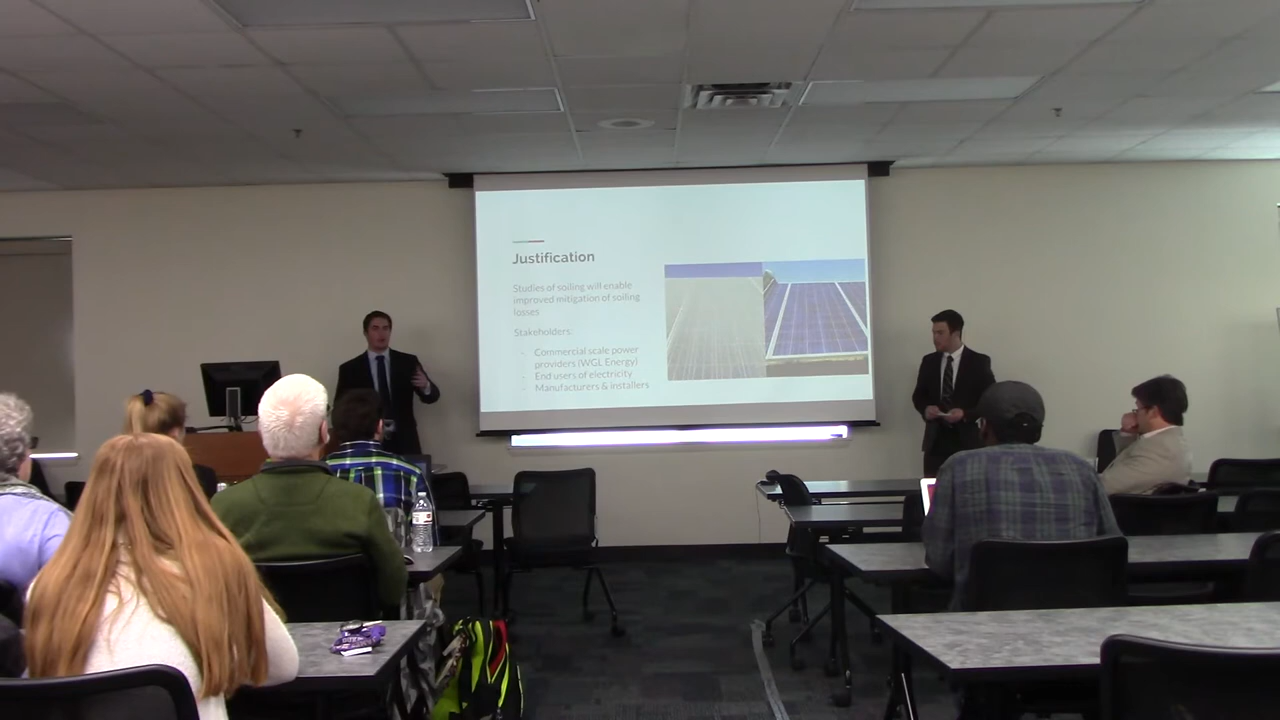 Justification
Studies of soiling will enable
improved mitigation of soiling
losses
Stakeholders:
- Commercial scale power
providers (WGL Energy)
- End users of electricity
- Manufacturers & installers